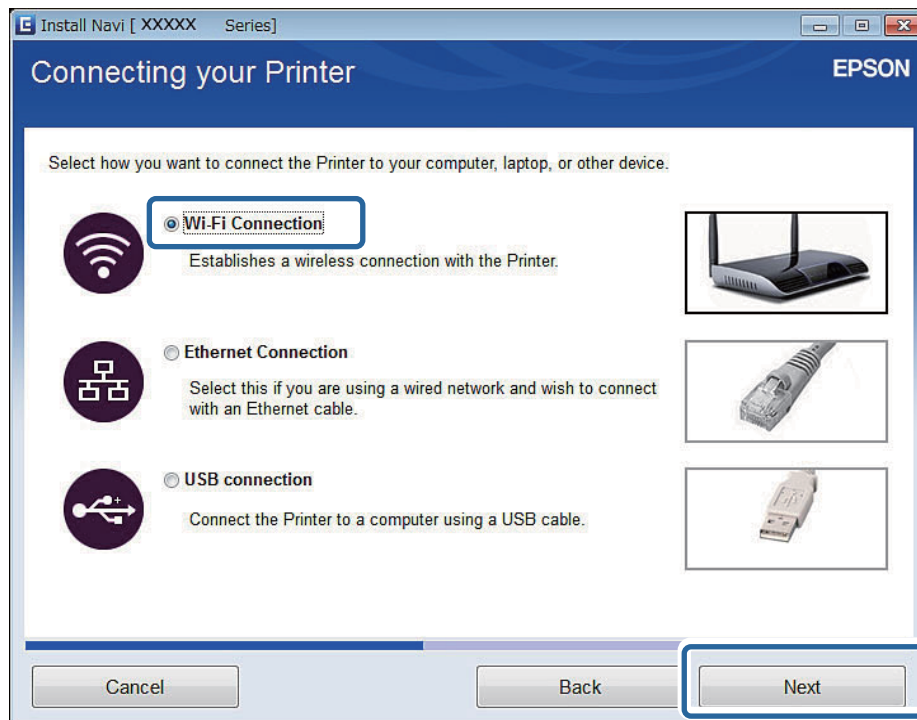 Install Navi [ XXXXX Series]
Connecting your Printer
EPSON
Select how you want to connect the Printer to your computer, laptop, or other device.
Wi-Fi Connection
Establishes a wireless connection with the Printer.
Ethernet Connection
Select this if you are using a wired network and wish to connect
with an Ethernet cable.
USB connection
Connect the Printer to a computer using a USB cable.
Cancel
Back
Next